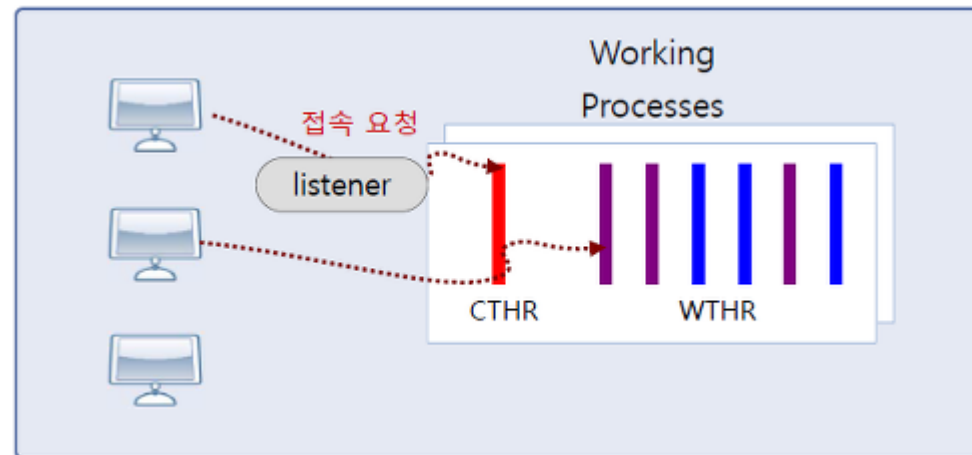 Working
Processes
접속 요청
listener
CTHR
WTHR